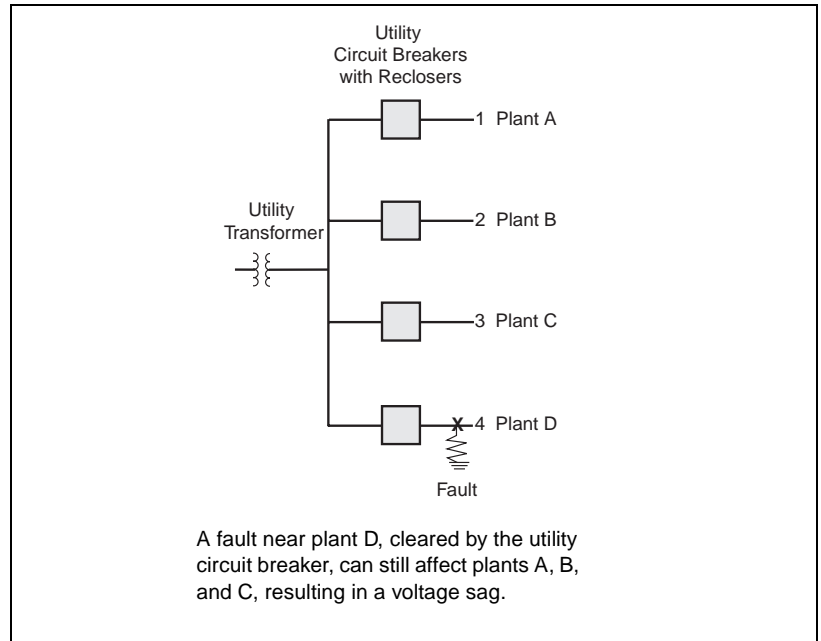 Utility
Circuit Breakers
with Reclosers
1 Plant A
Utility
Transformer
2 Plant B
3 Plant C
X
4 Plant D
Fault
A fault near plant D, cleared by the utility
circuit breaker, can still affect plants A, B,
and C, resulting in a voltage sag.